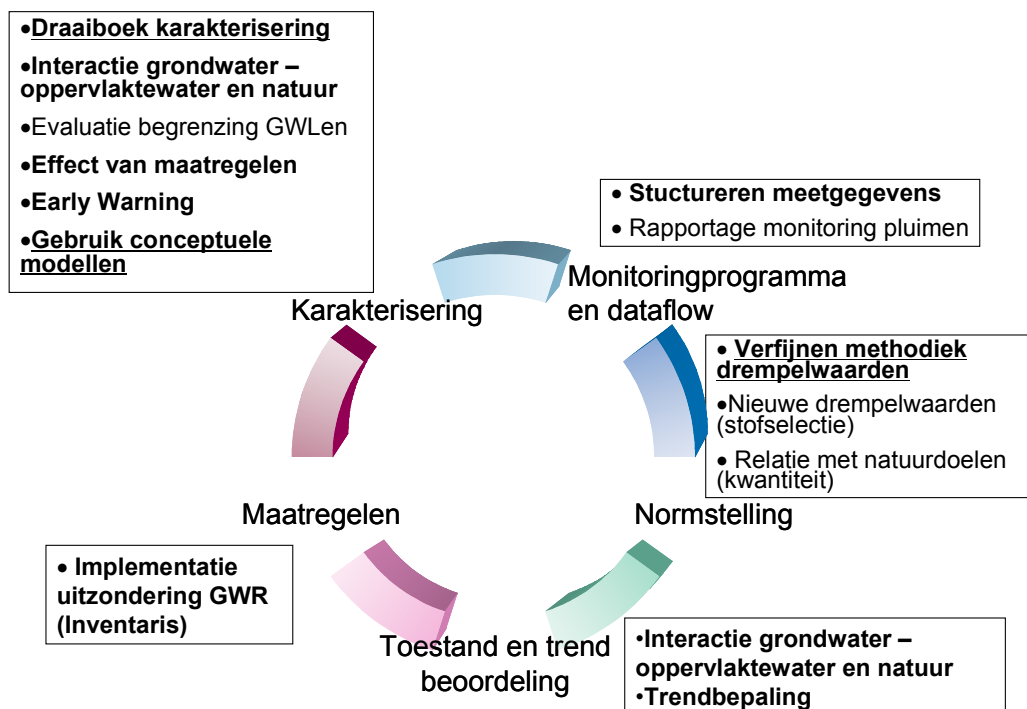 •Draaiboek karakterisering
•Interactie grondwater –
oppervlaktewater en natuur
•Evaluatie begrenzing GWLen
•Effect van maatregelen
•Early Warning
•Gebruik conceptuele
modellen
• Stuctureren meetgegevens
• Rapportage monitoring pluimen
Karakterisering
Monitoringprogramma
en dataflow
• Verfijnen methodiek
drempelwaarden
•Nieuwe drempelwaarden
(stofselectie)
• Relatie met natuurdoelen
(kwantiteit)
Maatregelen
Normstelling
• Implementatie
uitzondering GWR
(Inventaris)
Toestand en trend
beoordeling
•Interactie grondwater –
oppervlaktewater en natuur
•Trendbepaling